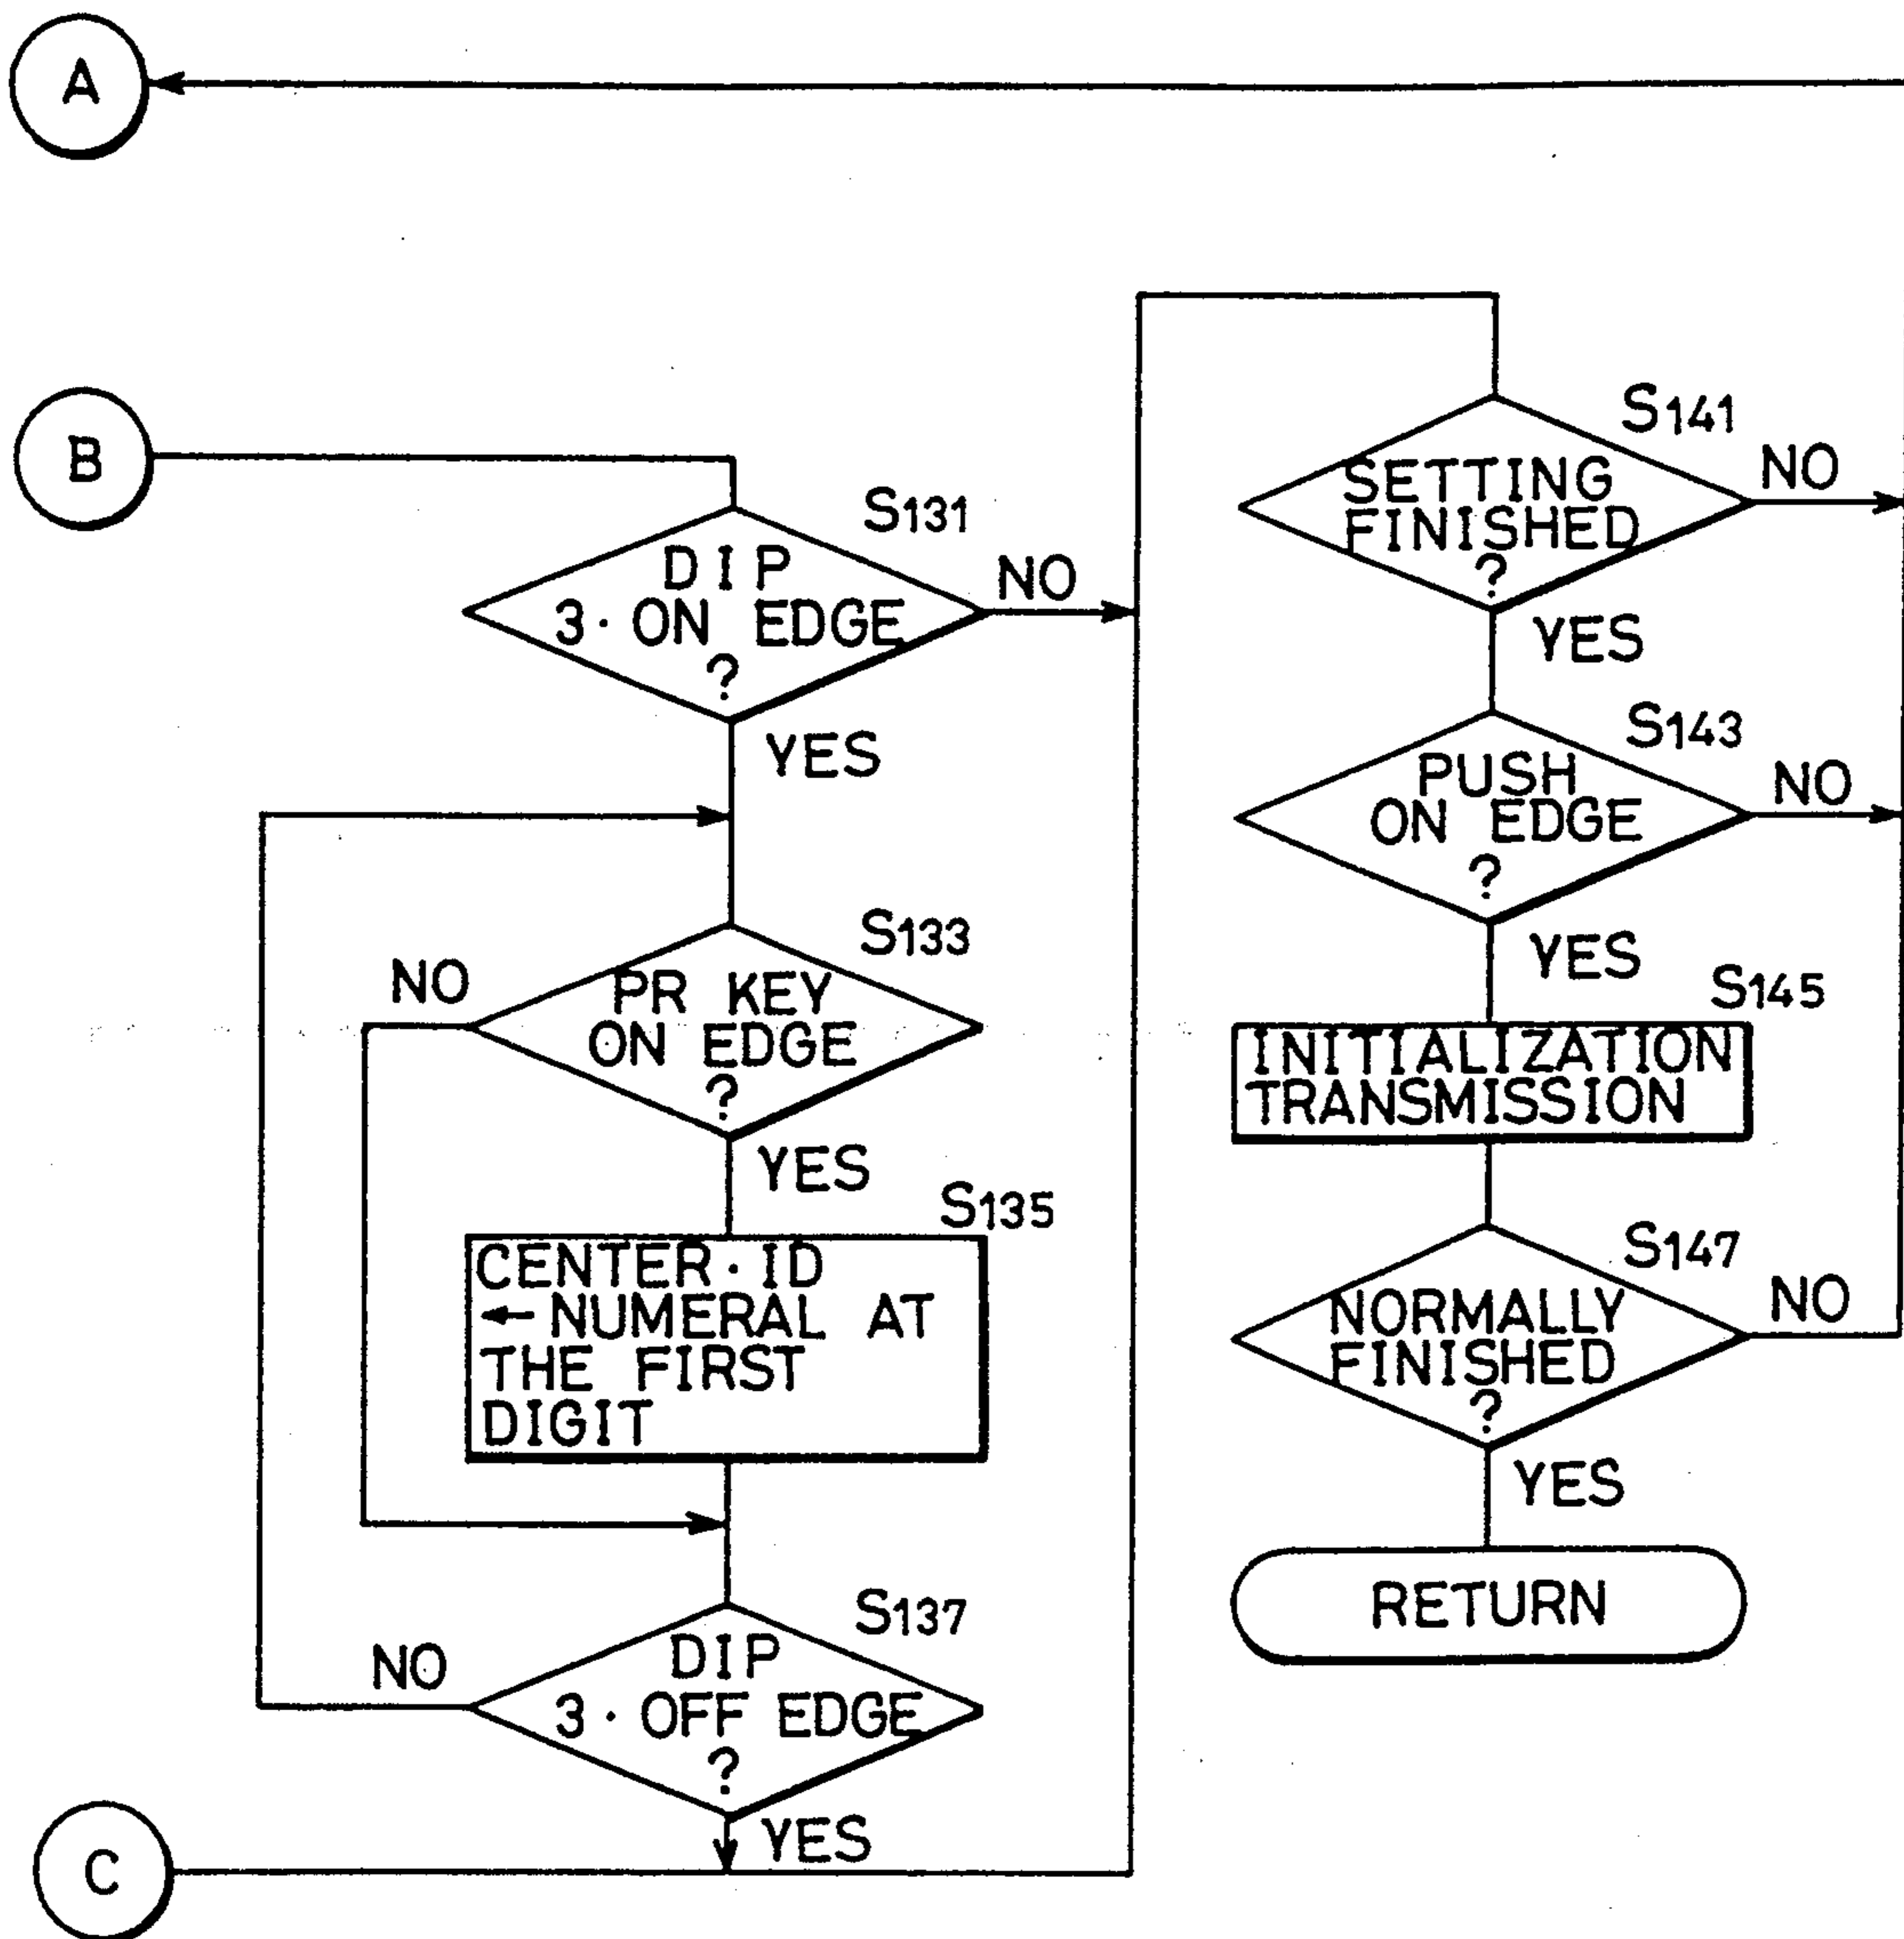 A
B
S131
DIP
3・ON EDGE
?
NO
YES
S133
PR KEY
ON EDGE
?
NO
YES
S135
CENTER・ID
← NUMERAL AT
THE FIRST
DIGIT
S137
DIP
3・OFF EDGE
?
NO
YES
C
S141
SETTING
FINISHED
?
NO
YES
S143
PUSH
ON EDGE
?
NO
YES
S145
INITIALIZATION
TRANSMISSION
S147
NORMALLY
FINISHED
?
NO
YES
RETURN